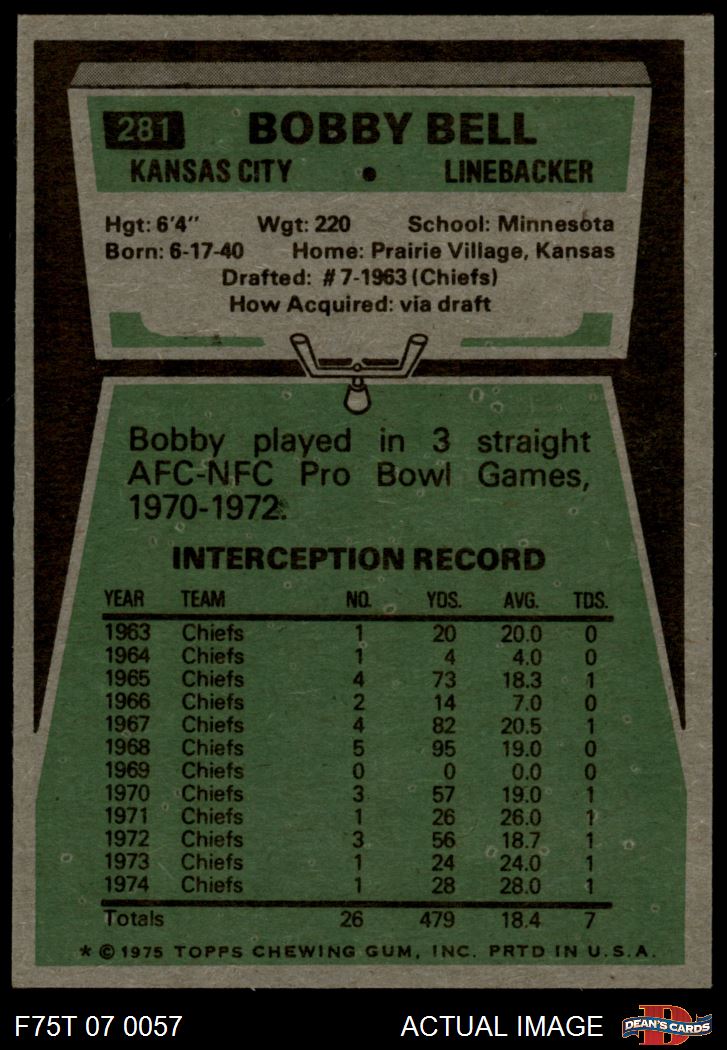 281 BOBBY BELL
KANSAS CITY • LINEBACKER
Hgt: 6'4" Wgt: 220 School: Minnesota
Born: 6-17-40 Home: Prairie Village, Kansas
Drafted: #7-1963 (Chiefs)
How Acquired: via draft
Bobby played in 3 straight
AFC-NFC Pro Bowl Games,
1970-1972.
INTERCEPTION RECORD
YEAR TEAM NO. YDS. AVG. TDS.
1963 Chiefs 1 20 20.0 0
1964 Chiefs 1 4 4.0 0
1965 Chiefs 4 73 18.3 1
1966 Chiefs 2 14 7.0 0
1967 Chiefs 4 82 20.5 1
1968 Chiefs 5 95 19.0 0
1969 Chiefs 0 0 0.0 0
1970 Chiefs 3 57 19.0 1
1971 Chiefs 1 26 26.0 1
1972 Chiefs 3 56 18.7 1
1973 Chiefs 1 24 24.0 1
1974 Chiefs 1 28 28.0 1
Totals 26 479 18.4 7
* © 1975 TOPPS CHEWING GUM, INC. PRTD IN U.S.A.
F75T 07 0057 ACTUAL IMAGE D DEAN'S CARDS